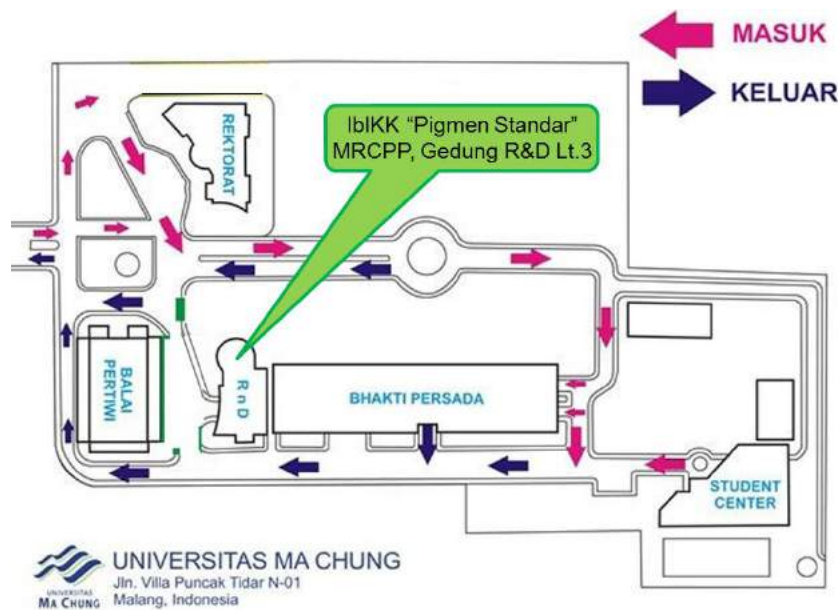 MASUK
KELUAR
IbIKK “Pigmen Standar”
MRCPP, Gedung R&D Lt.3
REKTORAT
BALAI
PERTIWI
R n D
BHAKTI PERSADA
STUDENT
CENTER
UNIVERSITAS MA CHUNG
Jln. Villa Puncak Tidar N-01
Malang, Indonesia
UNIVERSITAS
MA CHUNG